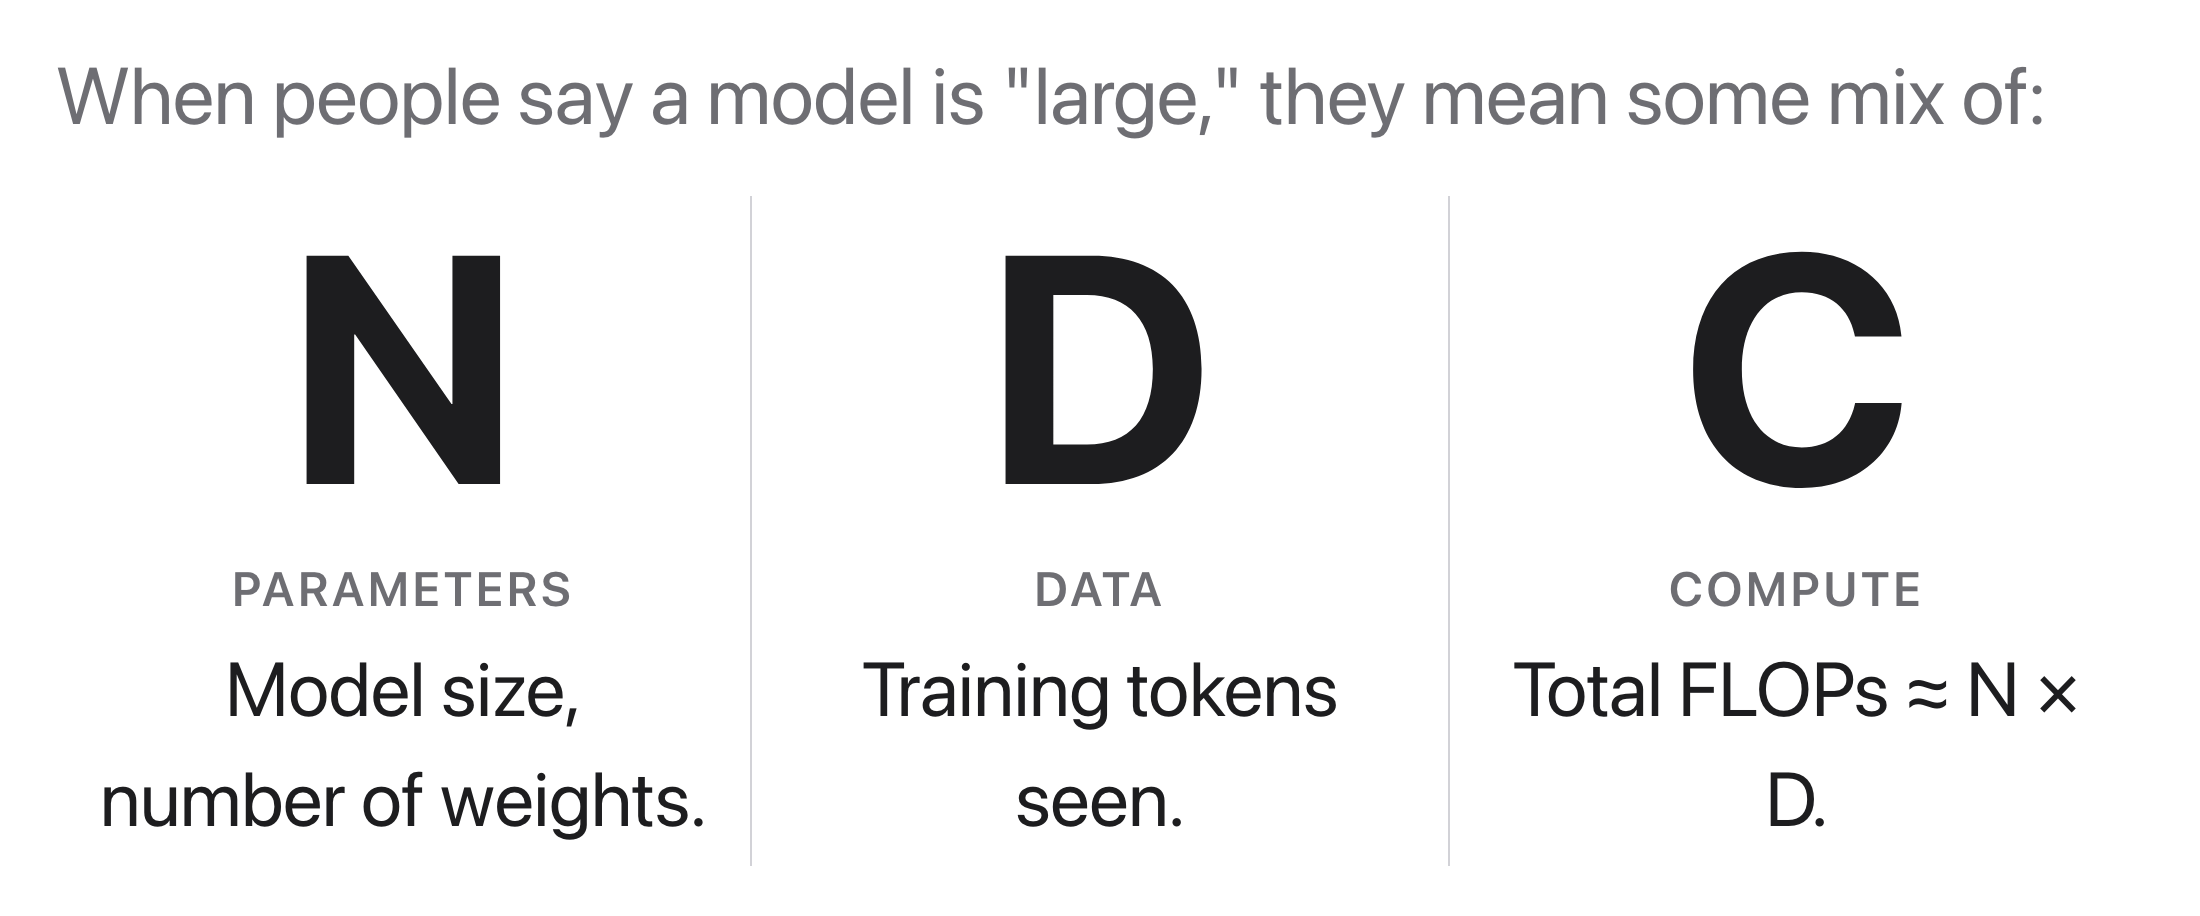 When people say a model is "large," they mean some mix of:
N
PARAMETERS
Model size,
number of weights.
D
DATA
Training tokens
seen.
C
COMPUTE
Total FLOPs ≈ N ×
D.